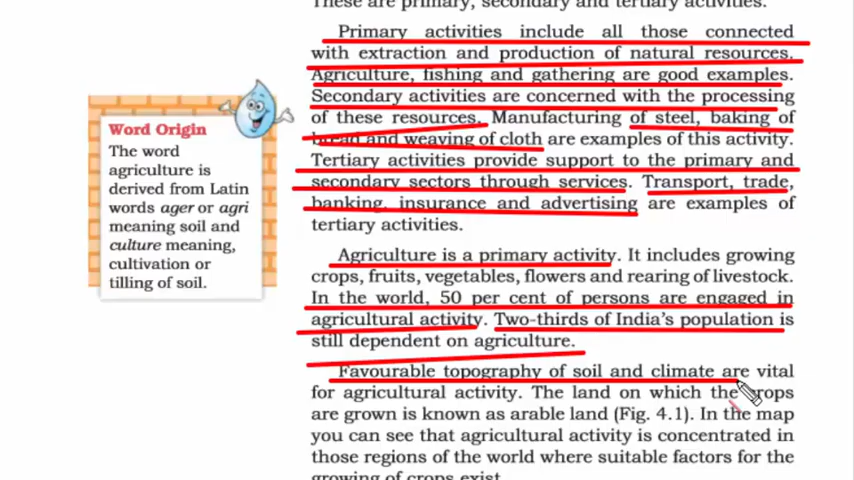 These are primary, secondary and tertiary activities.
Primary activities include all those connected
with extraction and production of natural resources.
Agriculture, fishing and gathering are good examples.
Secondary activities are concerned with the processing
of these resources. Manufacturing of steel, baking of
bread and weaving of cloth are examples of this activity.
Tertiary activities provide support to the primary and
secondary sectors through services. Transport, trade,
banking, insurance and advertising are examples of
tertiary activities.
Word Origin
The word
agriculture is
derived from Latin
words ager or agri
meaning soil and
culture meaning,
cultivation or
tilling of soil.
Agriculture is a primary activity. It includes growing
crops, fruits, vegetables, flowers and rearing of livestock.
In the world, 50 per cent of persons are engaged in
agricultural activity. Two-thirds of India's population is
still dependent on agriculture.
Favourable topography of soil and climate are vital
for agricultural activity. The land on which the crops
are grown is known as arable land (Fig. 4.1). In the map
you can see that agricultural activity is concentrated in
those regions of the world where suitable factors for the
growing of crops exist.